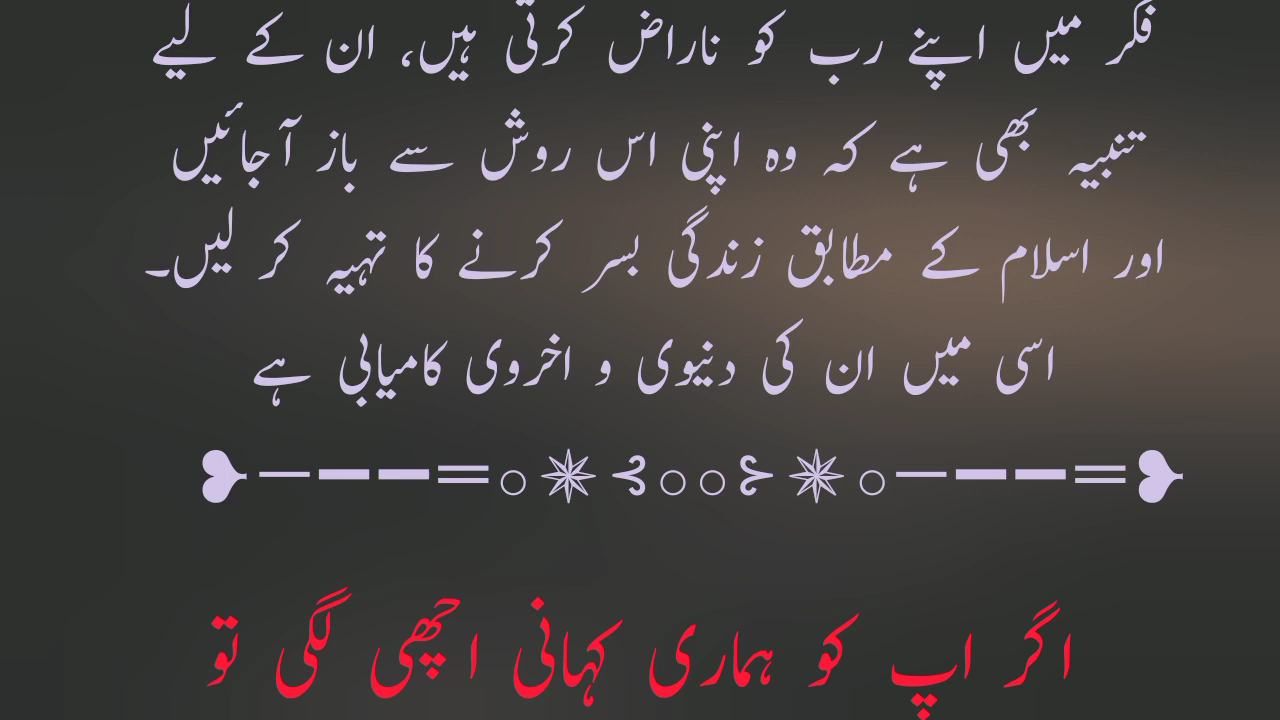 فکر میں اپنے رب کو ناراض کرتی ہیں، ان کے لیے
تنبیہ بھی ہے کہ وہ اپنی اس روش سے باز آجائیں
اور اسلام کے مطابق زندگی بسر کرنے کا تہیہ کر لیں۔
اسی میں ان کی دنیوی و اخروی کامیابی ہے
اگر اپ کو ہماری کہانی اچھی لگی تو